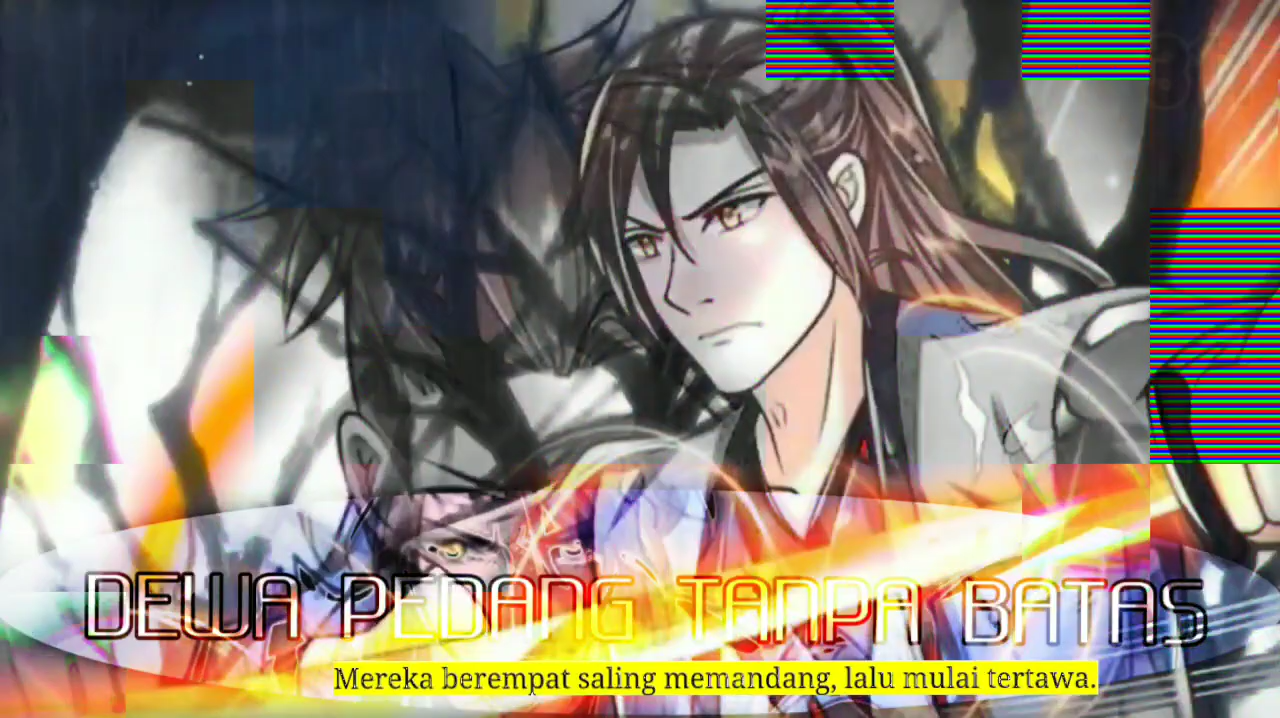 DEWA PEDANG TANPA BATAS
Mereka berempat saling memandang, lalu mulai tertawa.